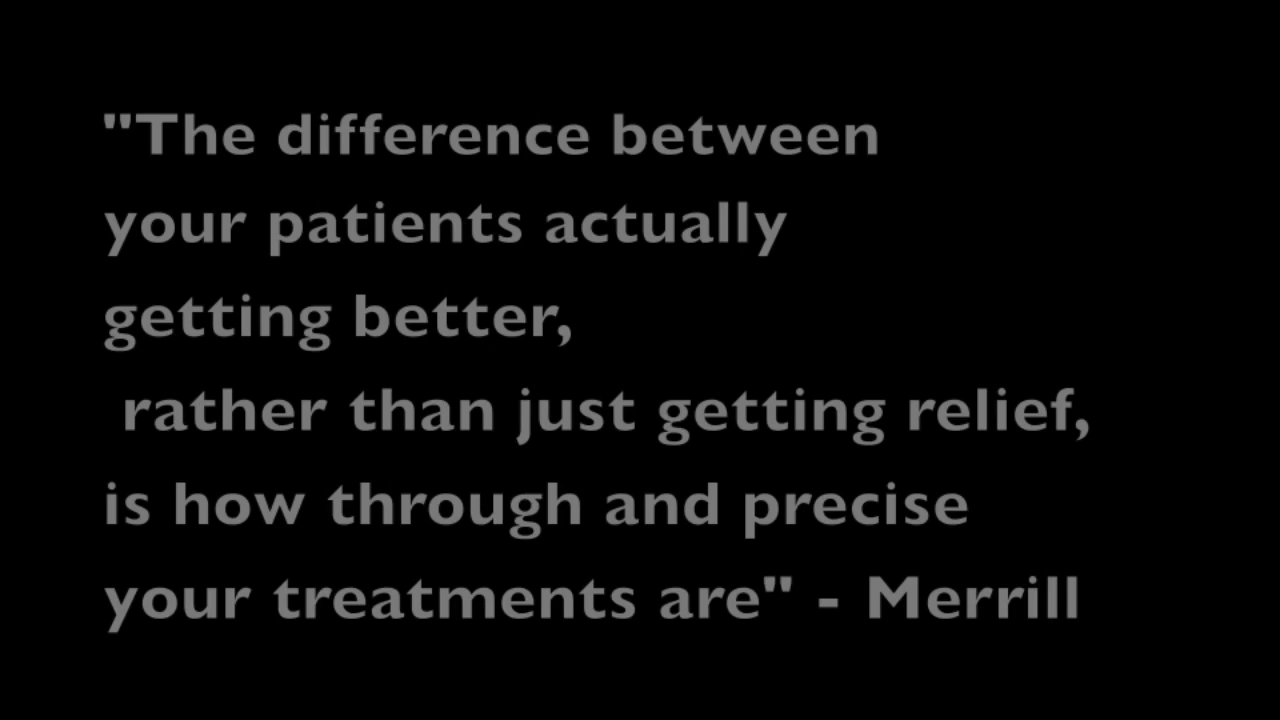 "The difference between
your patients actually
getting better,
rather than just getting relief,
is how through and precise
your treatments are" - Merrill